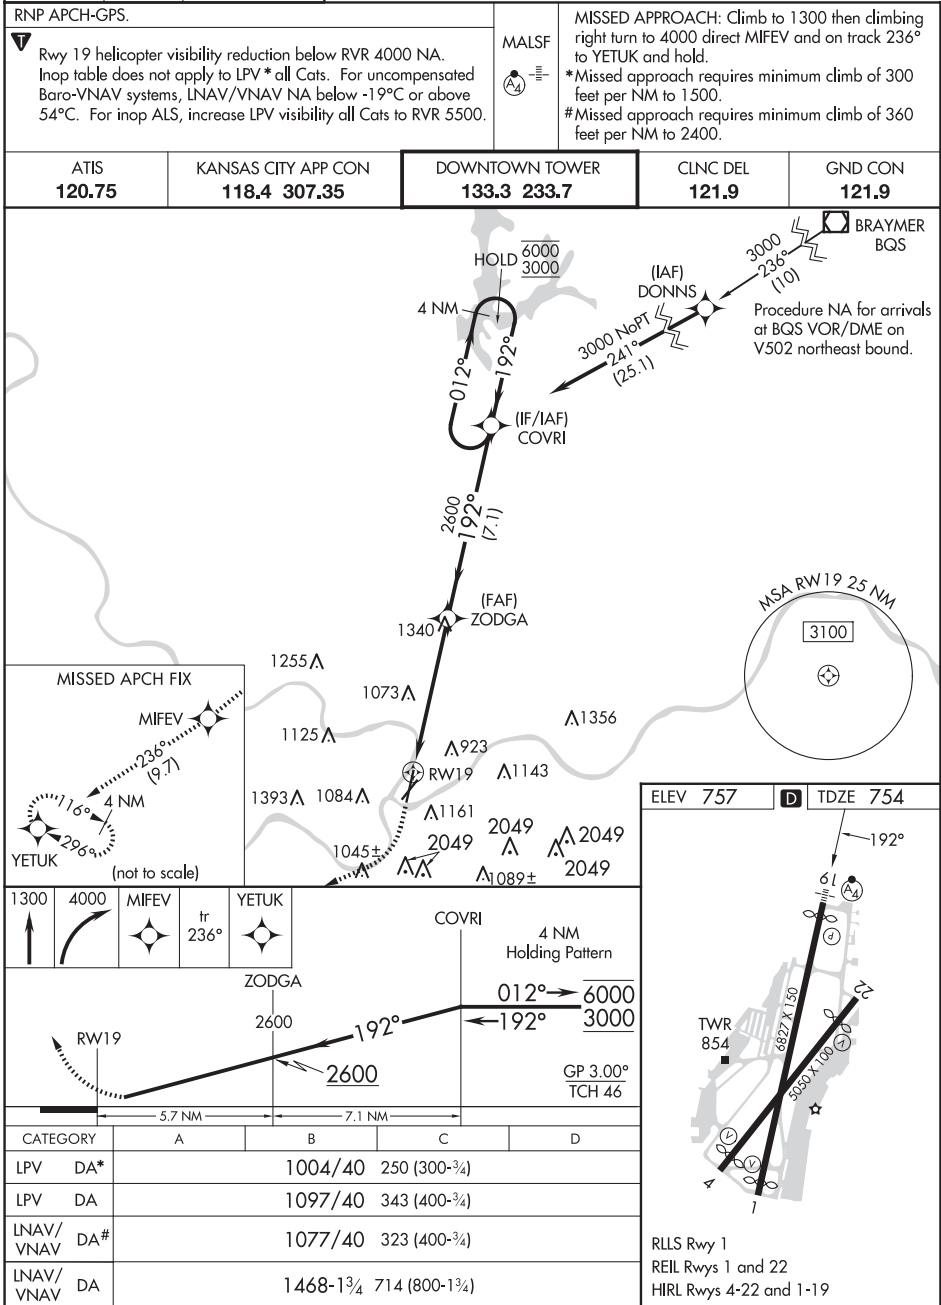 RNP APCH-GPS.
T
Rwy 19 helicopter visibility reduction below RVR 4000 NA.
Inop table does not apply to LPV * all Cats. For uncompensated
Baro-VNAV systems, LNAV/VNAV NA below -19°C or above
54°C. For inop ALS, increase LPV visibility all Cats to RVR 5500.
MALSF
A4
MISSED APPROACH: Climb to 1300 then climbing
right turn to 4000 direct MIFEV and on track 236°
to YETUK and hold.
*Missed approach requires minimum climb of 300
feet per NM to 1500.
#Missed approach requires minimum climb of 360
feet per NM to 2400.
ATIS
120.75
KANSAS CITY APP CON
118.4 307.35
DOWNTOWN TOWER
133.3 233.7
CLNC DEL
121.9
GND CON
121.9
BRAYMER
BQS
3000
236°
(10)
(IAF)
DONNS
Procedure NA for arrivals
at BQS VOR/DME on
V502 northeast bound.
3000 NoPT
241°
(25.1)
HOLD
6000
3000
4 NM
012°
192°
(IF/IAF)
COVRI
2600
192°
(7.1)
(FAF)
ZODGA
1340
1255
1073
1125
1356
923
RW19
1143
1393
1084
1161
1045±
2049
2049
2049
2049
1089±
MSA RW19 25 NM
3100
MISSED APCH FIX
MIFEV
236°
(9.7)
116°
4 NM
296°
YETUK
(not to scale)
ELEV 757
D
TDZE 754
192°
19
A4
P
22
V
6827 X 150
5050 X 100
TWR
854
V
V
4
1
RLLS Rwy 1
REIL Rwys 1 and 22
HIRL Rwys 4-22 and 1-19
1300
4000
MIFEV
tr
236°
YETUK
COVRI
4 NM
Holding Pattern
012°
6000
192°
3000
ZODGA
2600
192°
2600
RW19
GP 3.00°
TCH 46
5.7 NM
7.1 NM
CATEGORY A B C D
LPV DA* 1004/40 250 (300-¾)
LPV DA 1097/40 343 (400-¾)
LNAV/VNAV DA# 1077/40 323 (400-¾)
LNAV/VNAV DA 1468-1¾ 714 (800-1¾)